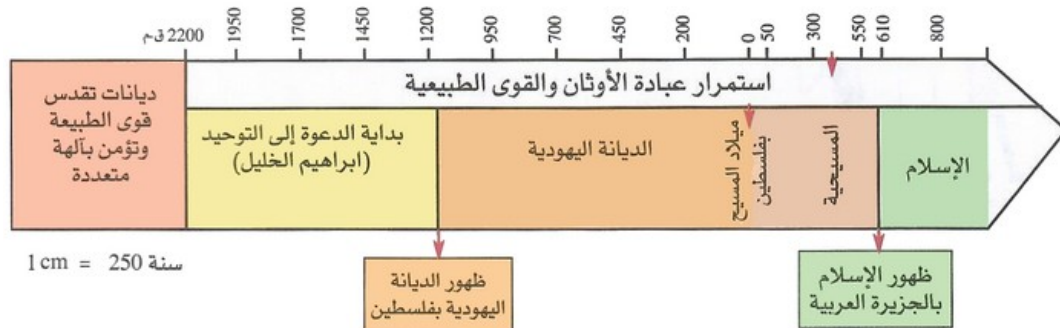 2200 ق.م
1950
1700
1450
1200
950
700
450
200
0
50
300
550
610
800
استمرار عبادة الأوثان والقوى الطبيعية
ديانات تقدس
قوى الطبيعة
وتؤمن بآلهة
متعددة
بداية الدعوة إلى التوحيد
(ابراهيم الخليل)
الديانة اليهودية
ميلاد المسيح
بفلسطين
المسيحية
الإسلام
1 cm = 250 سنة
ظهور الديانة
اليهودية بفلسطين
ظهور الإسلام
بالجزيرة العربية